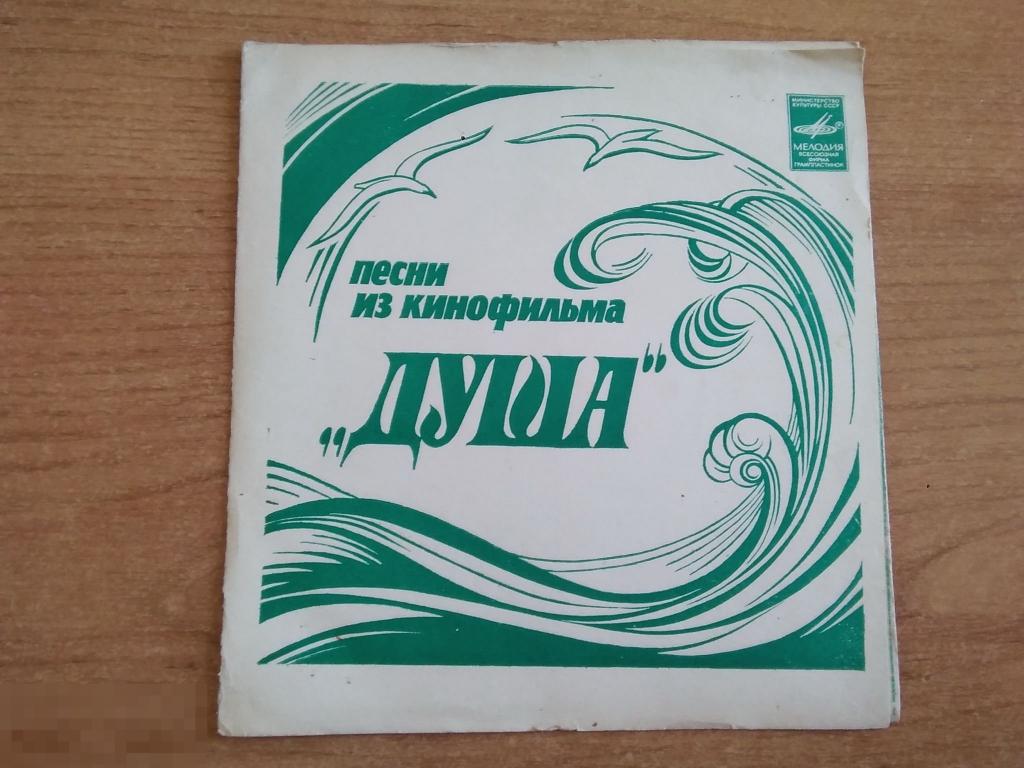 МИНИСТЕРСТВО
КУЛЬТУРЫ СССР
МЕЛОДИЯ
ВСЕСОЮЗНАЯ
ФИРМА
ГРАМПЛАСТИНОК
песни
из кинофильма
„ДУША“